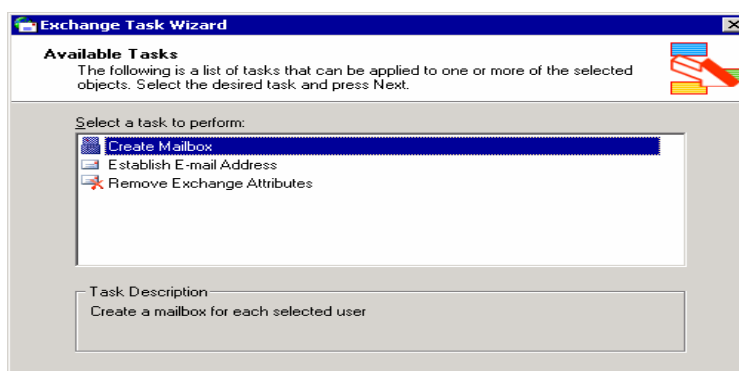 Exchange Task Wizard
Available Tasks
The following is a list of tasks that can be applied to one or more of the selected
objects. Select the desired task and press Next.
Select a task to perform:
Create Mailbox
Establish E-mail Address
Remove Exchange Attributes
Task Description
Create a mailbox for each selected user